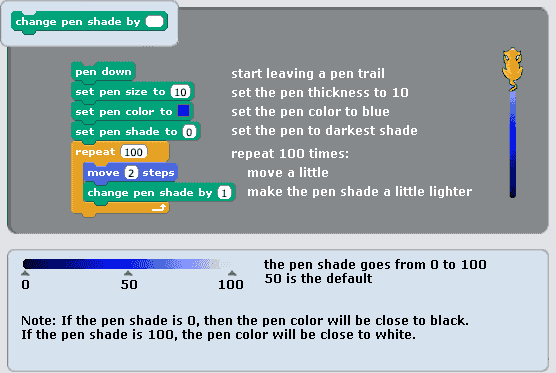 change pen shade by
pen down start leaving a pen trail
set pen size to 10 set the pen thickness to 10
set pen color to set the pen color to blue
set pen shade to 0 set the pen to darkest shade
repeat 100 repeat 100 times:
move 2 steps move a little
change pen shade by 1 make the pen shade a little lighter
the pen shade goes from 0 to 100
50 is the default
0 50 100
Note: If the pen shade is 0, then the pen color will be close to black.
If the pen shade is 100, the pen color will be close to white.